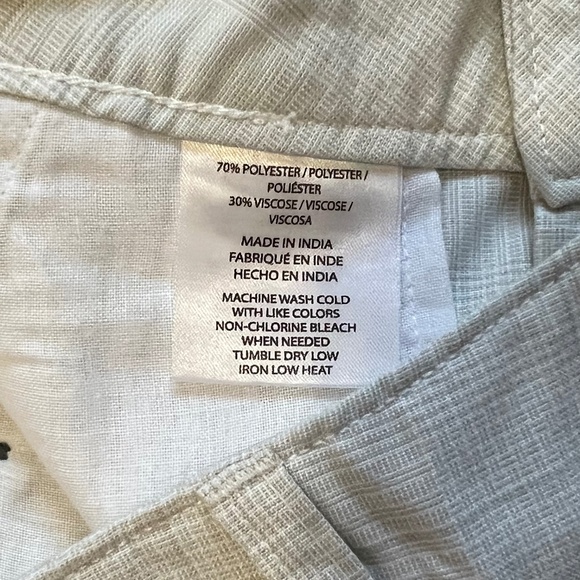 70% POLYESTER / POLYESTER /
POLIÉSTER
30% VISCOSE / VISCOSE /
VISCOSA
MADE IN INDIA
FABRIQUÉ EN INDE
HECHO EN INDIA
MACHINE WASH COLD
WITH LIKE COLORS
NON-CHLORINE BLEACH
WHEN NEEDED
TUMBLE DRY LOW
IRON LOW HEAT